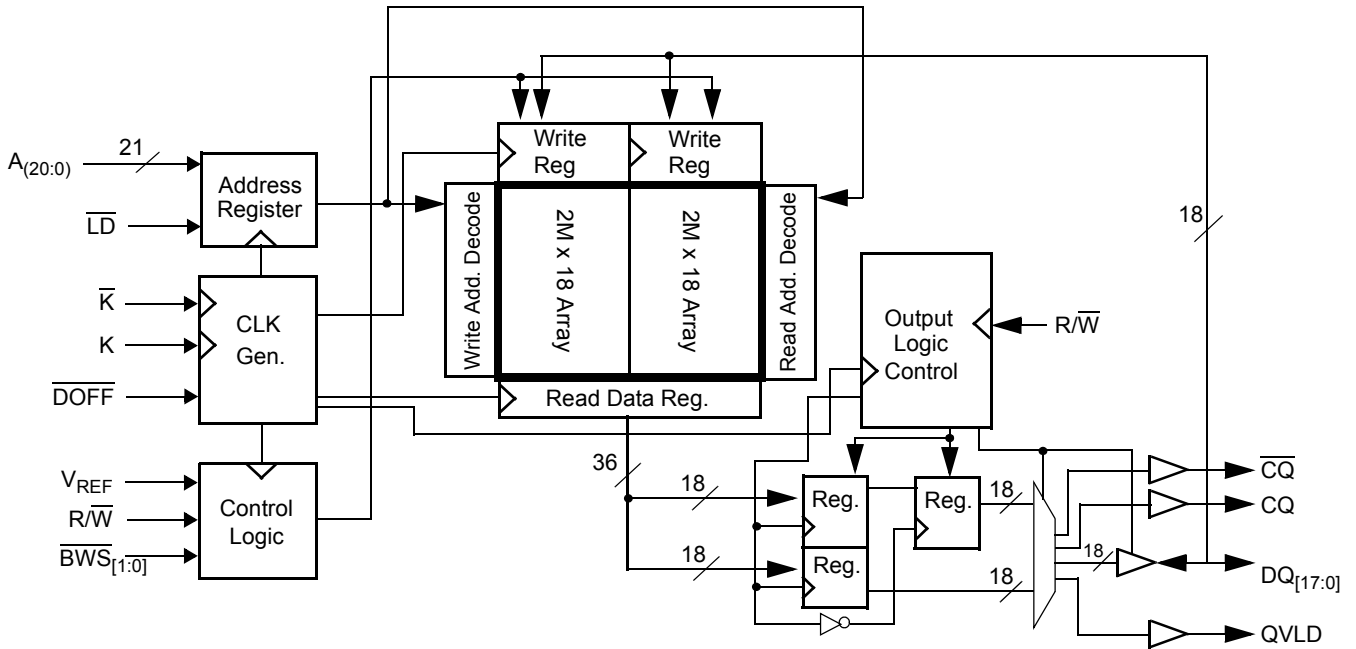 A(20:0)
21
LD
K
K
DOFF
VREF
R/W
BWS[1:0]
Address
Register
CLK
Gen.
Control
Logic
Write
Reg
Write
Reg
Write Add. Decode
2M x 18 Array
2M x 18 Array
Read Add. Decode
Read Data Reg.
Output
Logic
Control
R/W
18
36
18
18
Reg.
Reg.
Reg.
18
18
18
CQ
CQ
DQ[17:0]
QVLD